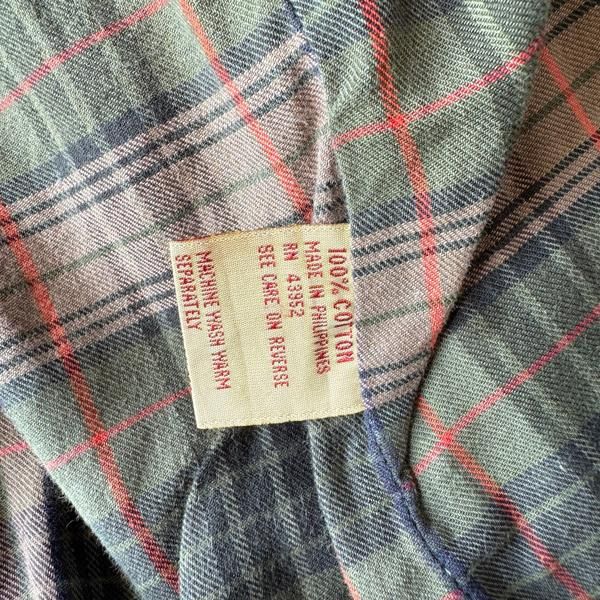 100% COTTON
MADE IN PHILIPPINES
RN 43952
SEE CARE ON REVERSE
MACHINE WASH WARM
SEPARATELY